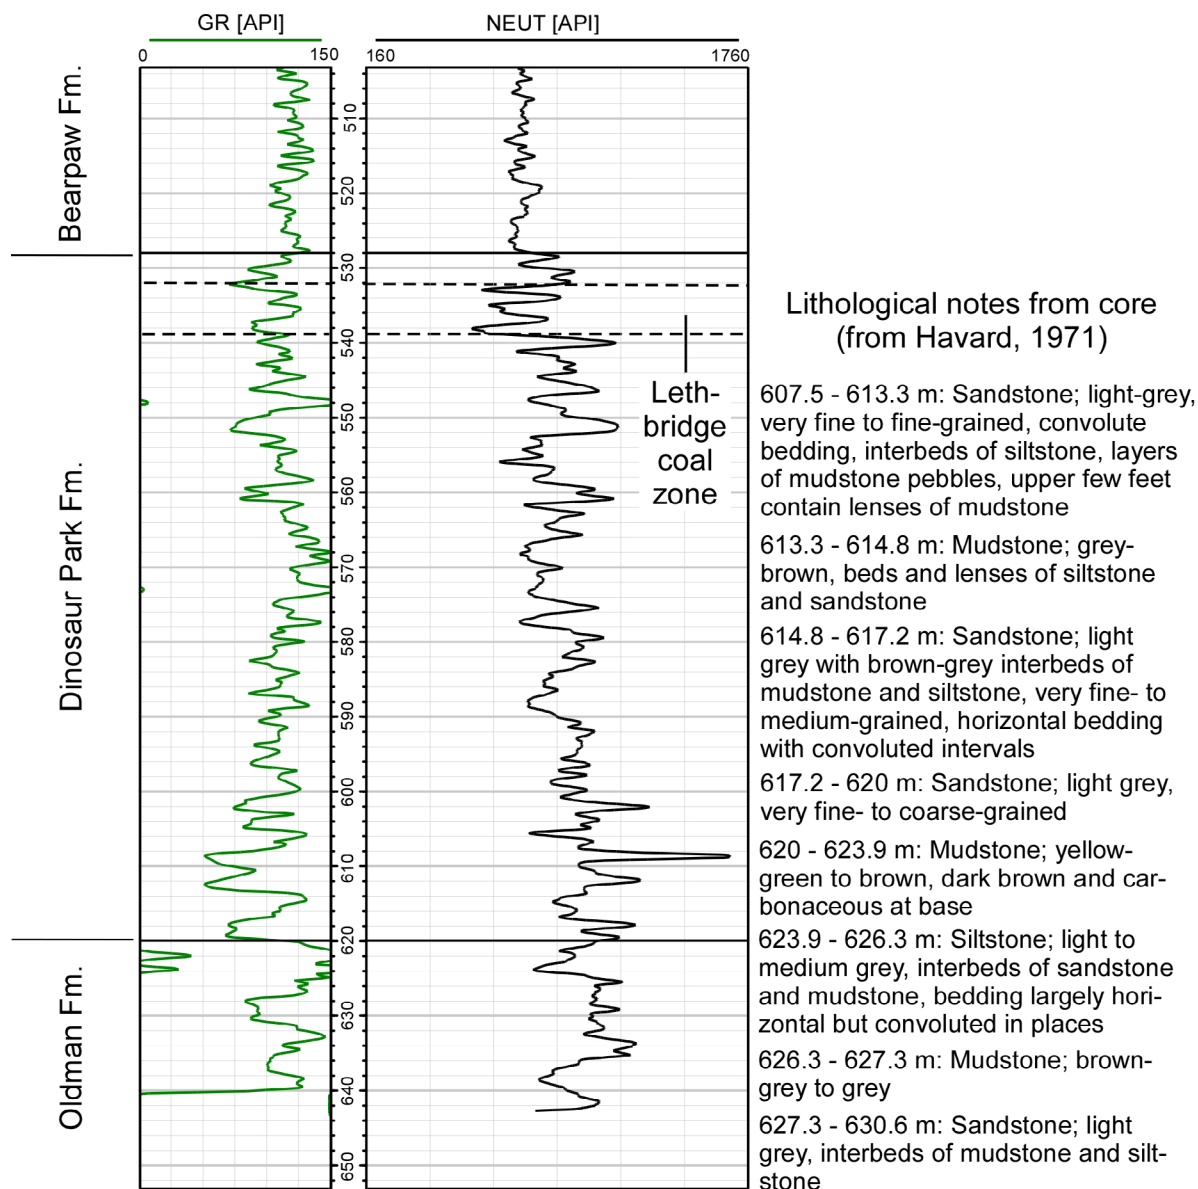 GR [API]
NEUT [API]
0
150
160
1760
Bearpaw Fm.
Dinosaur Park Fm.
Oldman Fm.
510
520
530
540
550
560
570
580
590
600
610
620
630
640
650
Leth-
bridge
coal
zone
Lithological notes from core
(from Havard, 1971)
607.5 - 613.3 m: Sandstone; light-grey,
very fine to fine-grained, convolute
bedding, interbeds of siltstone, layers
of mudstone pebbles, upper few feet
contain lenses of mudstone
613.3 - 614.8 m: Mudstone; grey-
brown, beds and lenses of siltstone
and sandstone
614.8 - 617.2 m: Sandstone; light
grey with brown-grey interbeds of
mudstone and siltstone, very fine- to
medium-grained, horizontal bedding
with convoluted intervals
617.2 - 620 m: Sandstone; light grey,
very fine- to coarse-grained
620 - 623.9 m: Mudstone; yellow-
green to brown, dark brown and car-
bonaceous at base
623.9 - 626.3 m: Siltstone; light to
medium grey, interbeds of sandstone
and mudstone, bedding largely hori-
zontal but convoluted in places
626.3 - 627.3 m: Mudstone; brown-
grey to grey
627.3 - 630.6 m: Sandstone; light
grey, interbeds of mudstone and silt-
stone